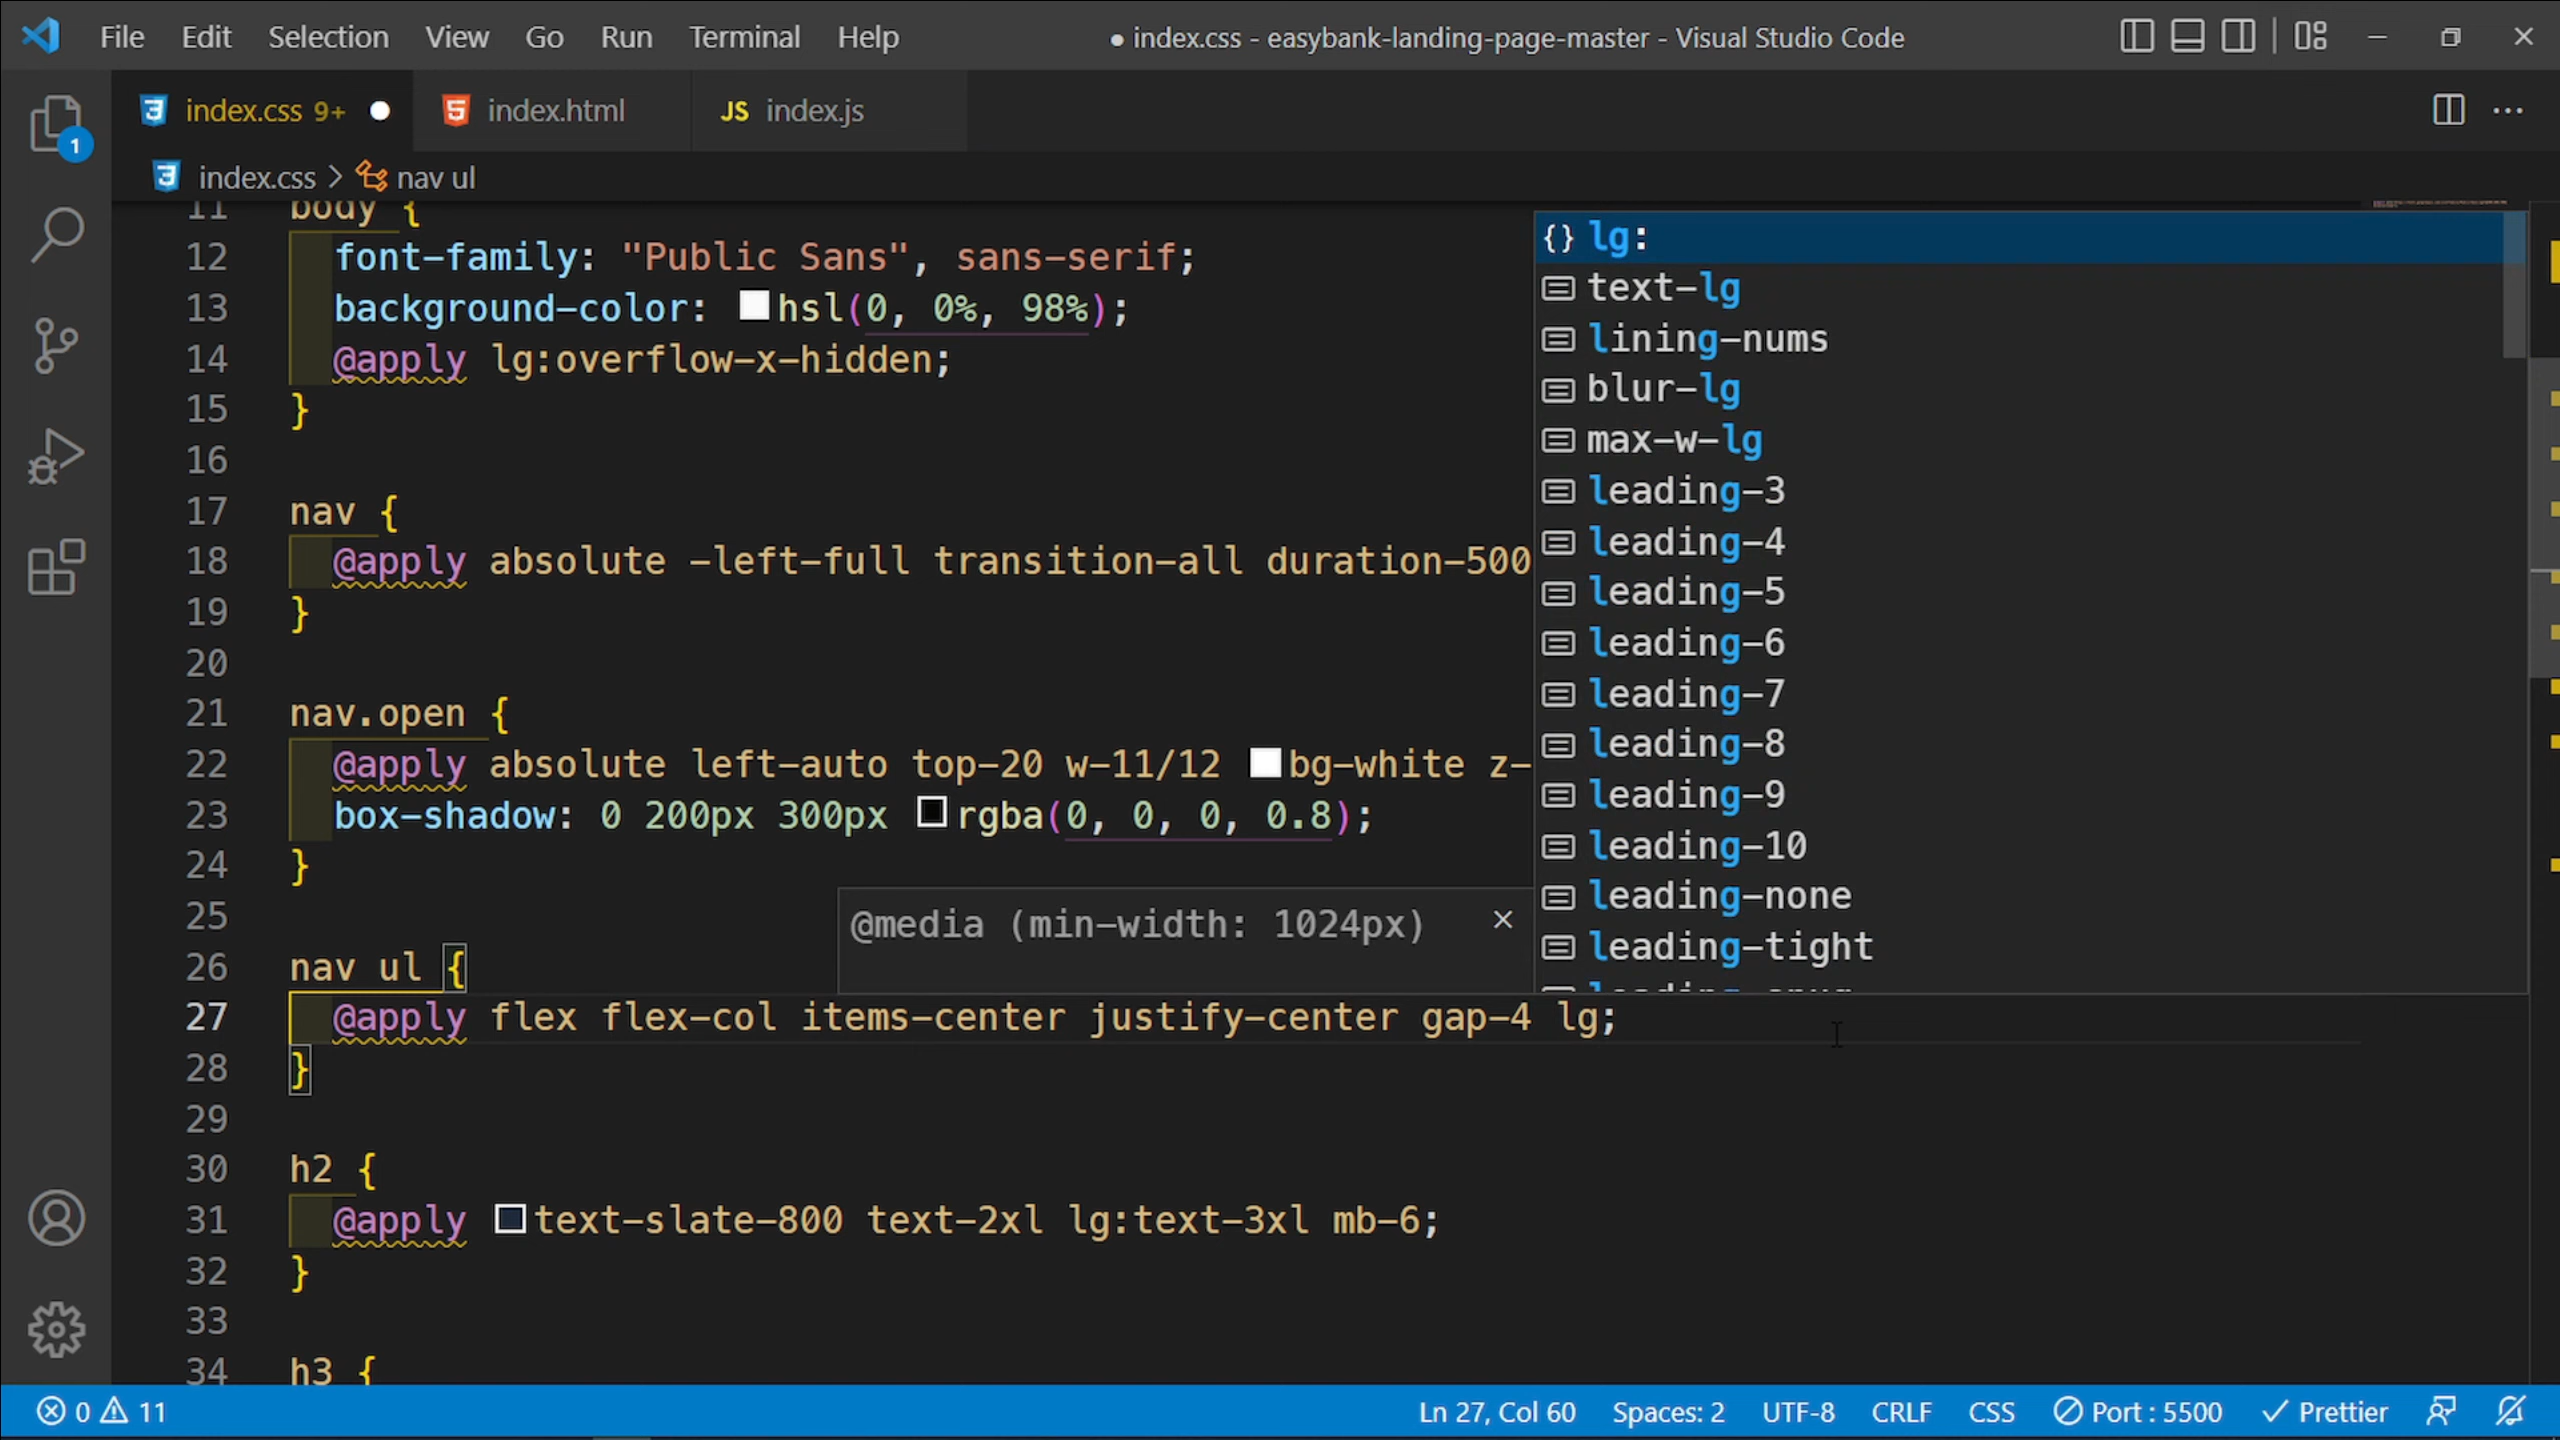 File Edit Selection View Go Run Terminal Help ● index.css - easybank-landing-page-master - Visual Studio Code
index.css 9+ index.html JS index.js
index.css > nav ul
1
11 body {
12 font-family: "Public Sans", sans-serif;
13 background-color: hsl(0, 0%, 98%);
14 @apply lg:overflow-x-hidden;
15 }
16
17 nav {
18 @apply absolute -left-full transition-all duration-500
19 }
20
21 nav.open {
22 @apply absolute left-auto top-20 w-11/12 bg-white z-
23 box-shadow: 0 200px 300px rgba(0, 0, 0, 0.8);
24 }
25
@media (min-width: 1024px)
26 nav ul {
27 @apply flex flex-col items-center justify-center gap-4 lg;
28 }
29
30 h2 {
31 @apply text-slate-800 text-2xl lg:text-3xl mb-6;
32 }
33
34 h3 {
{} lg:
text-lg
lining-nums
blur-lg
max-w-lg
leading-3
leading-4
leading-5
leading-6
leading-7
leading-8
leading-9
leading-10
leading-none
leading-tight
0 11 Ln 27, Col 60 Spaces: 2 UTF-8 CRLF CSS Port : 5500 Prettier